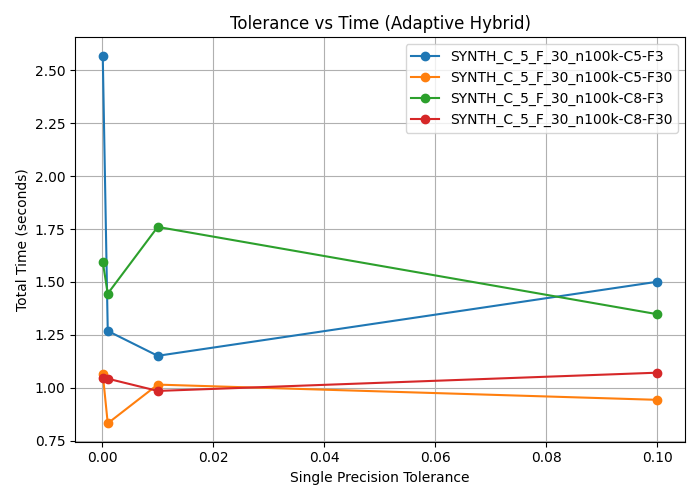 Tolerance vs Time (Adaptive Hybrid)
SYNTH_C_5_F_30_n100k-C5-F3
SYNTH_C_5_F_30_n100k-C5-F30
SYNTH_C_5_F_30_n100k-C8-F3
SYNTH_C_5_F_30_n100k-C8-F30
Total Time (seconds)
2.50
2.25
2.00
1.75
1.50
1.25
1.00
0.75
0.00 0.02 0.04 0.06 0.08 0.10
Single Precision Tolerance